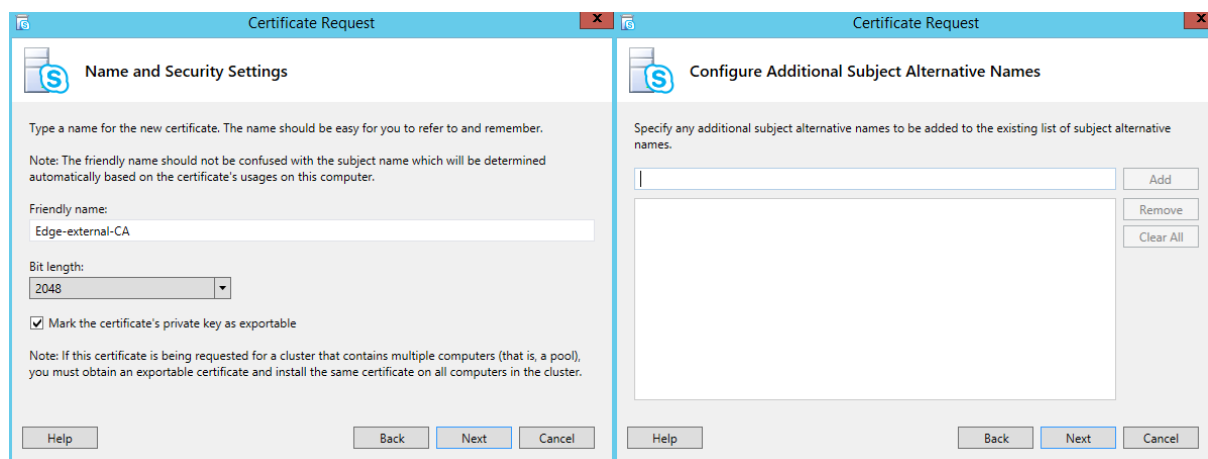 Certificate Request
X
Name and Security Settings
Type a name for the new certificate. The name should be easy for you to refer to and remember.
Note: The friendly name should not be confused with the subject name which will be determined
automatically based on the certificate's usages on this computer.
Friendly name:
Edge-external-CA
Bit length:
2048
Mark the certificate's private key as exportable
Note: If this certificate is being requested for a cluster that contains multiple computers (that is, a pool),
you must obtain an exportable certificate and install the same certificate on all computers in the cluster.
Help
Back
Next
Cancel
Certificate Request
X
Configure Additional Subject Alternative Names
Specify any additional subject alternative names to be added to the existing list of subject alternative
names.
Add
Remove
Clear All
Help
Back
Next
Cancel